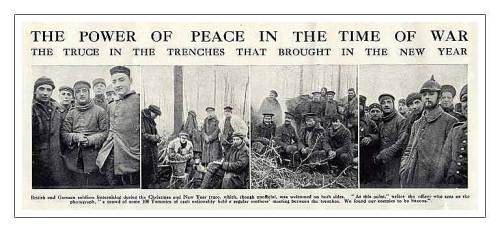 THE POWER OF PEACE IN THE TIME OF WAR
THE TRUCE IN THE TRENCHES THAT BROUGHT IN THE NEW YEAR
British and German soldiers fraternising during the Christmas and New Year truce, which, though unofficial, was welcomed on both sides. "At this point," writes the officer who sent us the
photograph, "a crowd of some 100 Tommies of each nationality held a regular mothers' meeting between the trenches. We found our enemies to be Saxons".